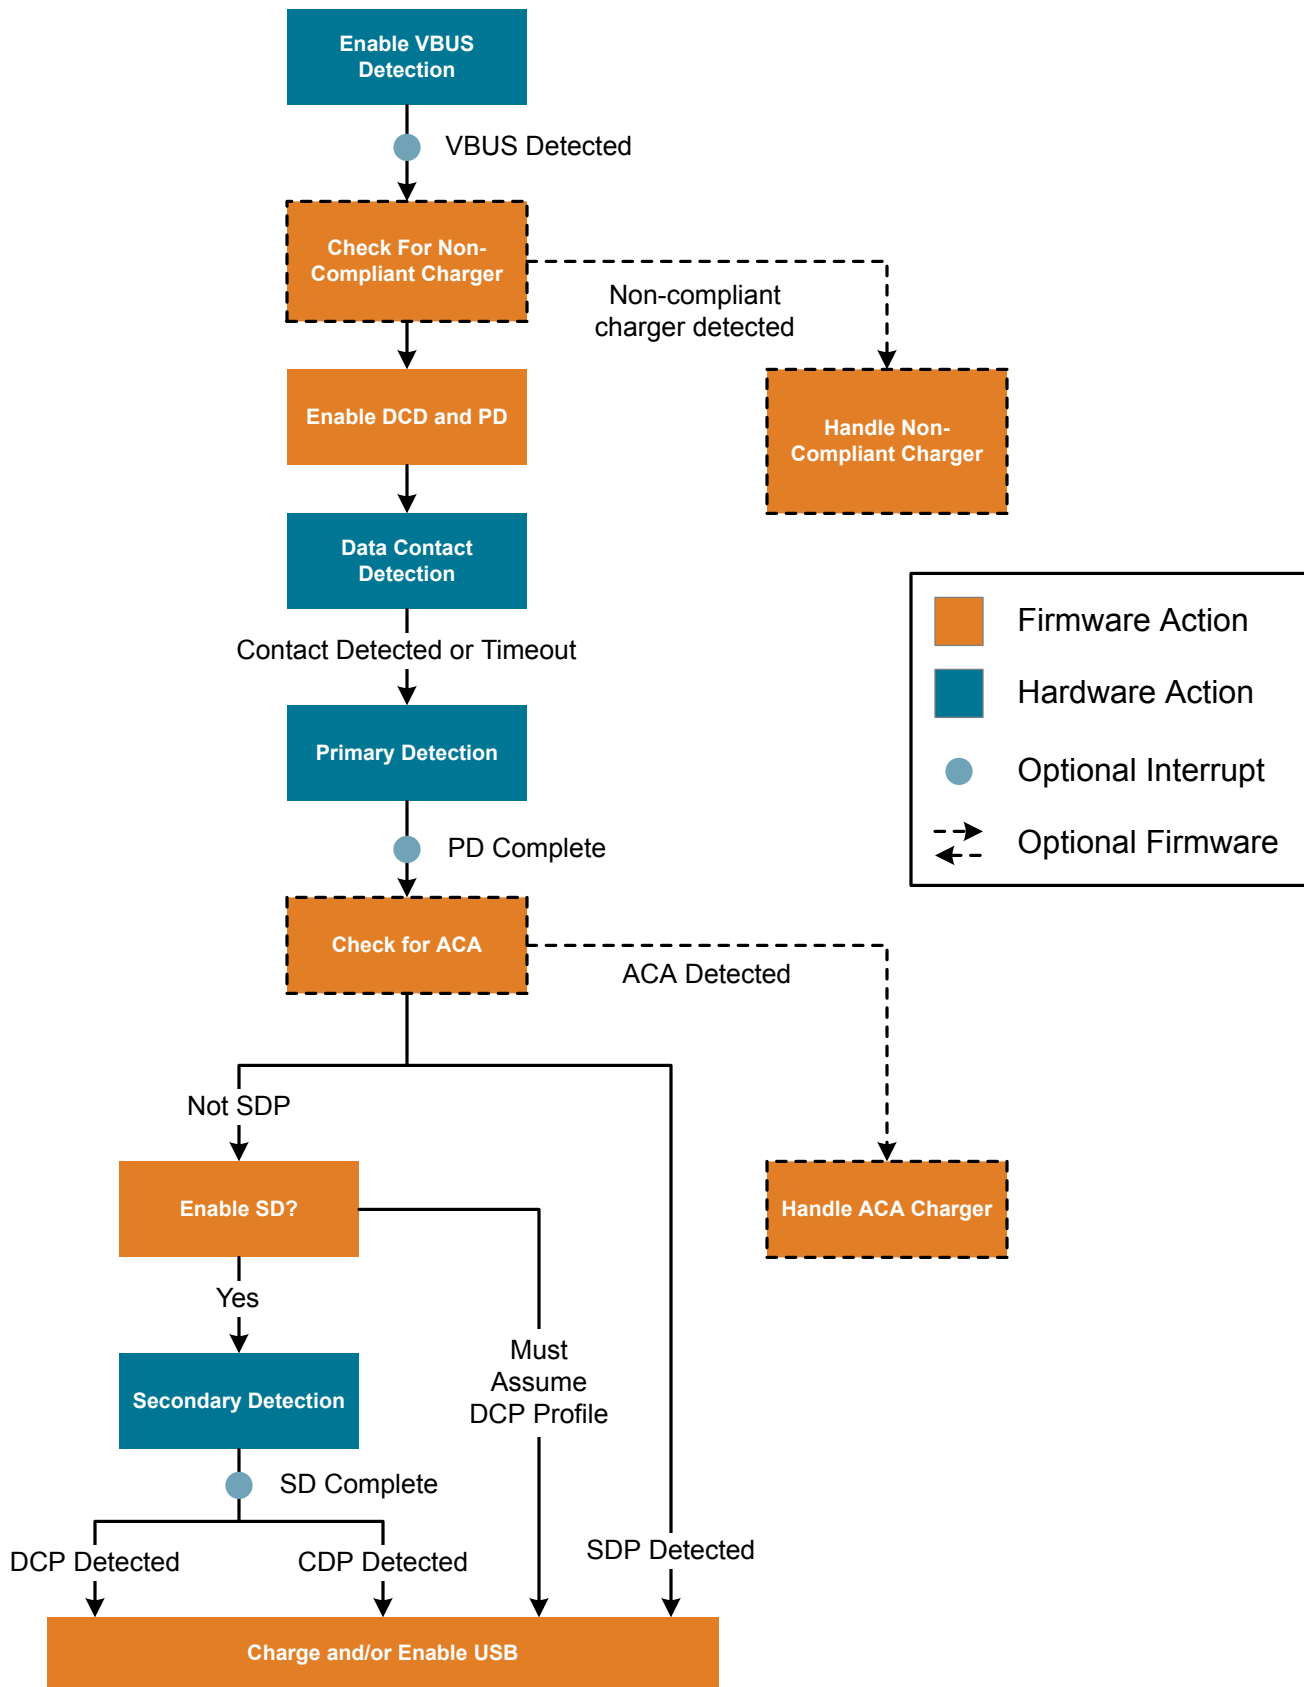 Enable VBUS
Detection
VBUS Detected
Check For Non-
Compliant Charger
Non-compliant
charger detected
Enable DCD and PD
Handle Non-
Compliant Charger
Data Contact
Detection
Contact Detected or Timeout
Primary Detection
PD Complete
Firmware Action
Hardware Action
Optional Interrupt
Optional Firmware
Check for ACA
ACA Detected
Not SDP
Enable SD?
Handle ACA Charger
Yes
Must
Assume
DCP Profile
Secondary Detection
SD Complete
DCP Detected
CDP Detected
SDP Detected
Charge and/or Enable USB